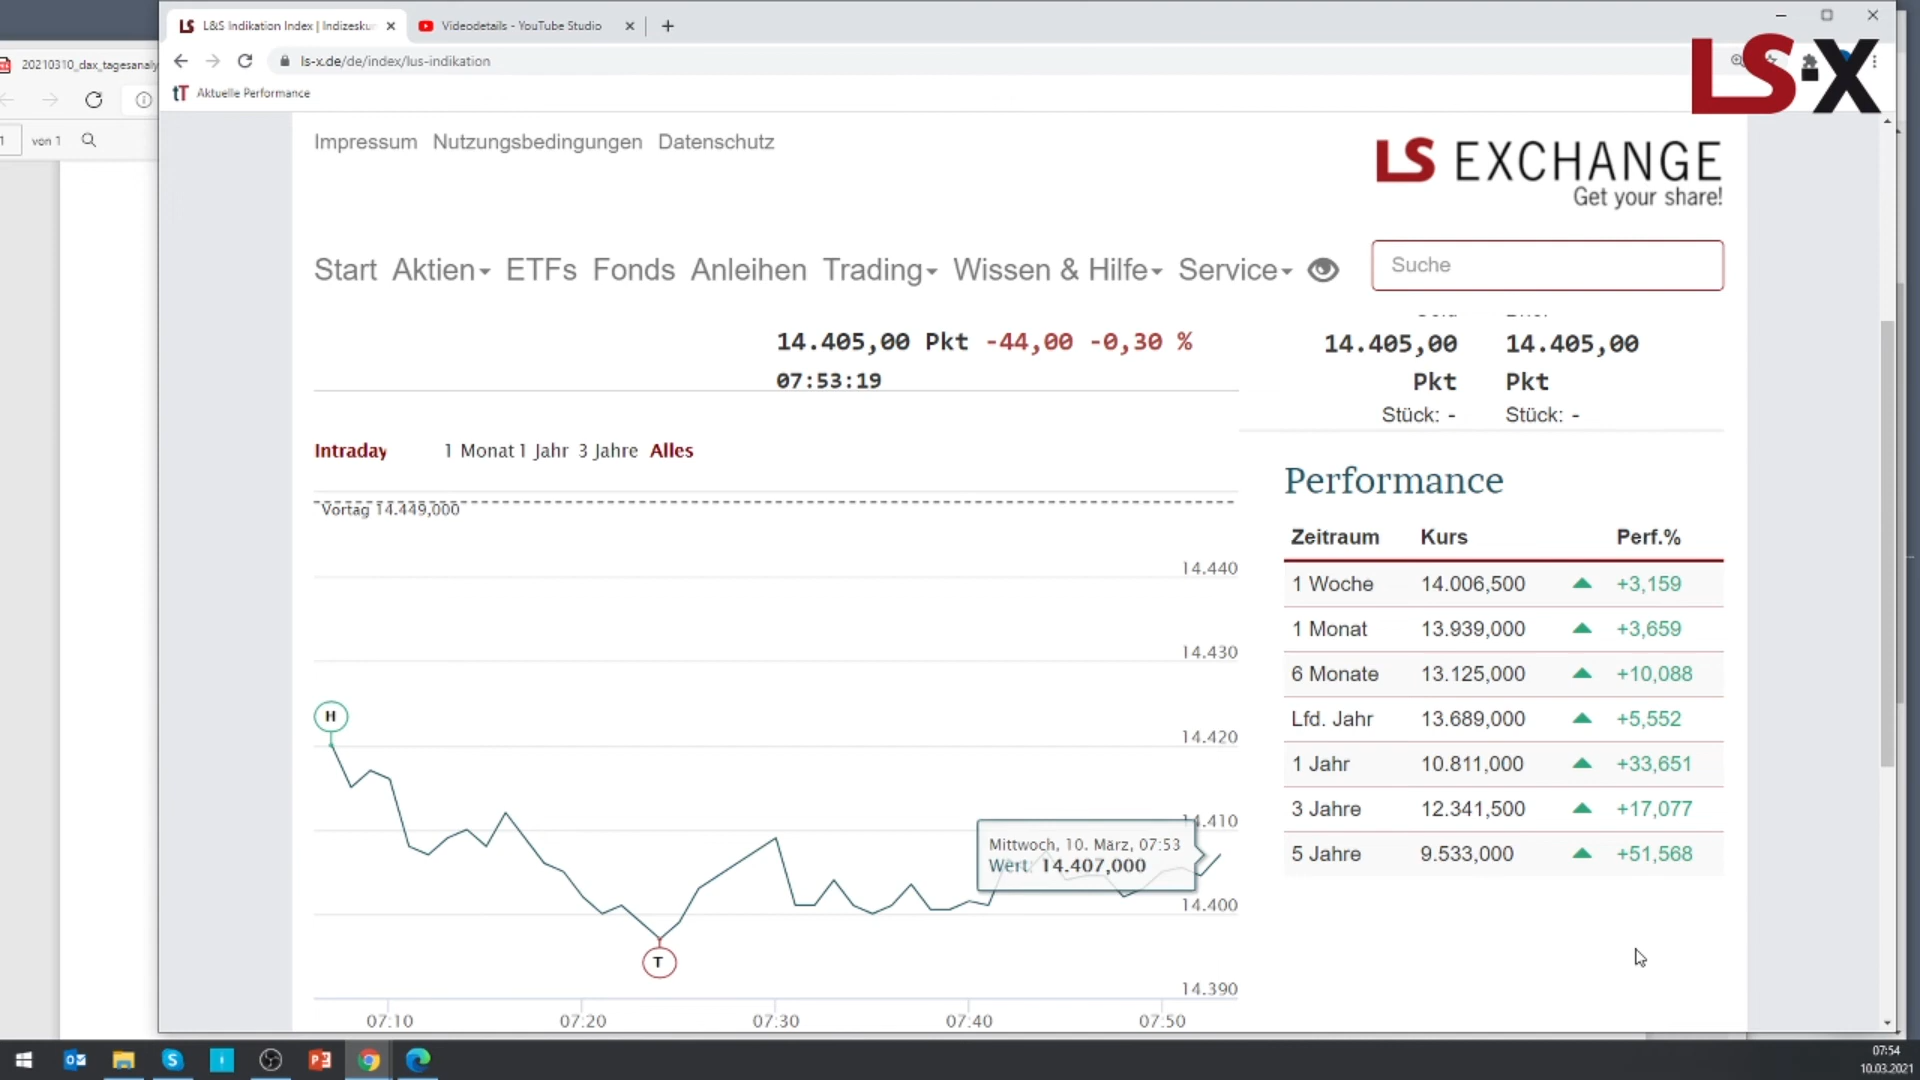 L&S Indikation Index | Indizesku
Videodetails - YouTube Studio
20210310_dax_tagesanaly
ls-x.de/de/index/lus-indikation
Aktuelle Performance
LS-X
1 von 1
Impressum Nutzungsbedingungen Datenschutz
LS EXCHANGE
Get your share!
Start Aktien ETFs Fonds Anleihen Trading Wissen & Hilfe Service
Suche
14.405,00 Pkt -44,00 -0,30 %
07:53:19
14.405,00 Pkt
Stück: -
14.405,00 Pkt
Stück: -
Intraday 1 Monat 1 Jahr 3 Jahre Alles
Vortag 14.449,000
14.440
14.430
14.420
14.410
14.400
14.390
H
T
Mittwoch, 10. März, 07:53
Wert: 14.407,000
07:10 07:20 07:30 07:40 07:50
Performance
Zeitraum Kurs Perf.%
1 Woche 14.006,500 +3,159
1 Monat 13.939,000 +3,659
6 Monate 13.125,000 +10,088
Lfd. Jahr 13.689,000 +5,552
1 Jahr 10.811,000 +33,651
3 Jahre 12.341,500 +17,077
5 Jahre 9.533,000 +51,568
07:54
10.03.2021